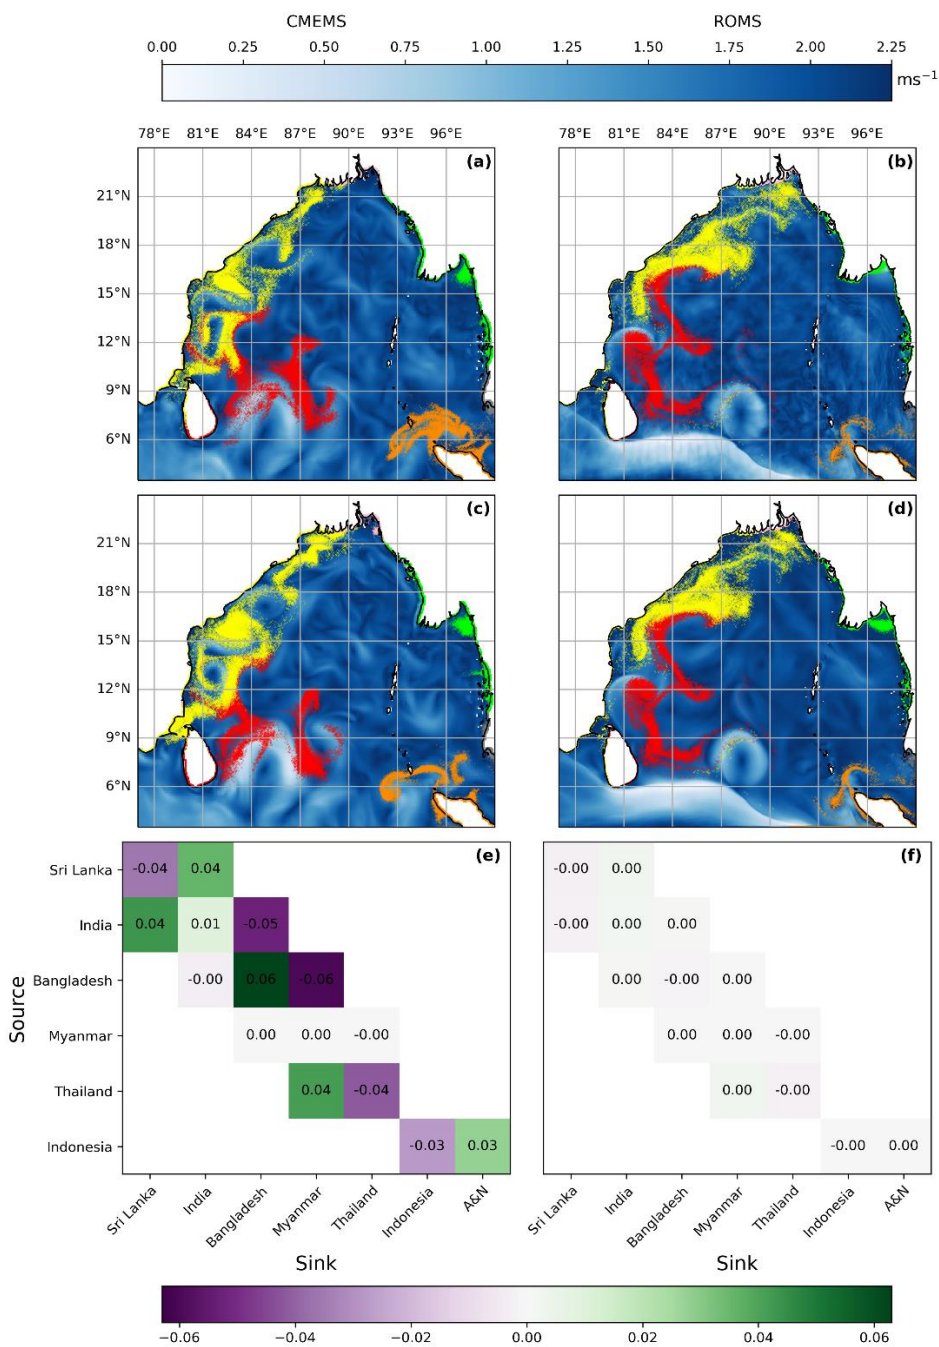 CMEMS ROMS
0.00 0.25 0.50 0.75 1.00 1.25 1.50 1.75 2.00 2.25
ms⁻¹
78°E 81°E 84°E 87°E 90°E 93°E 96°E 78°E 81°E 84°E 87°E 90°E 93°E 96°E
(a) (b)
21°N
18°N
15°N
12°N
9°N
6°N
(c) (d)
21°N
18°N
15°N
12°N
9°N
6°N
(e) (f)
Sri Lanka -0.04 0.04 -0.00 0.00
India 0.04 0.01 -0.05 -0.00 0.00 0.00
Bangladesh -0.00 0.06 -0.06 0.00 -0.00 0.00
Myanmar 0.00 0.00 -0.00 0.00 0.00 -0.00
Thailand 0.04 -0.04 0.00 -0.00
Indonesia -0.03 0.03 -0.00 0.00
Source
Sri Lanka India Bangladesh Myanmar Thailand Indonesia A&N Sri Lanka India Bangladesh Myanmar Thailand Indonesia A&N
Sink Sink
−0.06 −0.04 −0.02 0.00 0.02 0.04 0.06